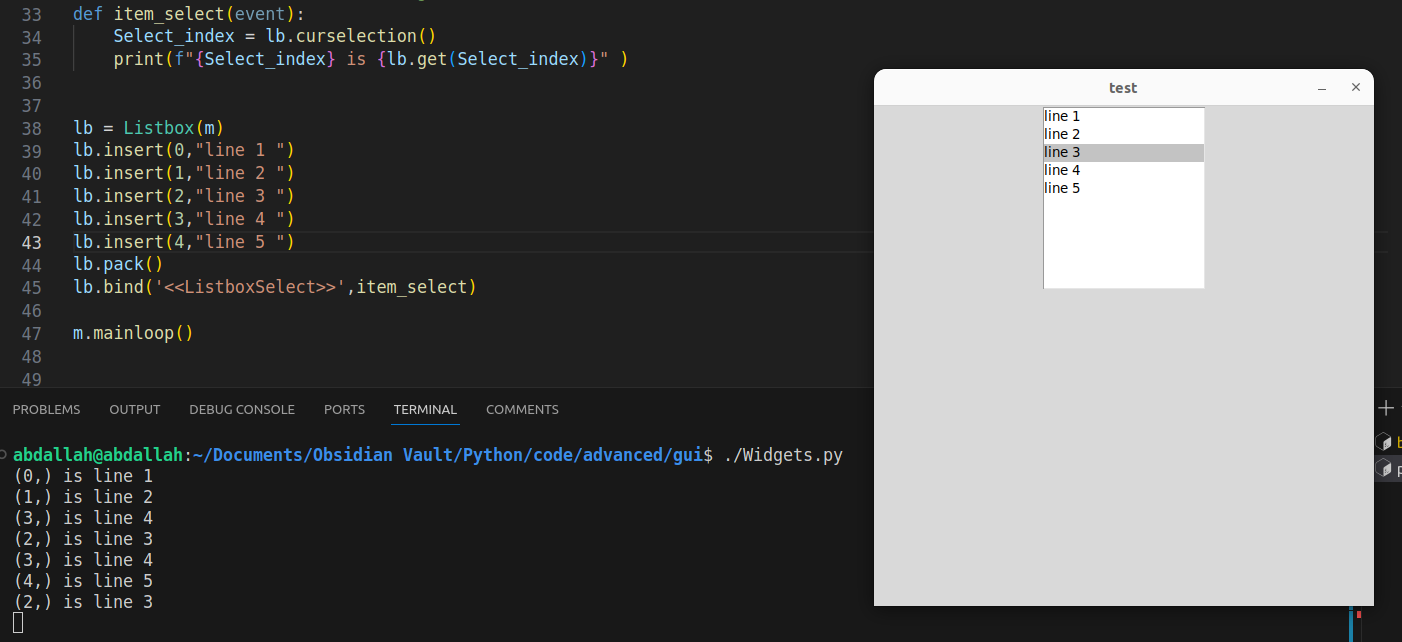 33 def item_select(event):
34     Select_index = lb.curselection()
35     print(f"{Select_index} is {lb.get(Select_index)}" )
36
37
38 lb = Listbox(m)
39 lb.insert(0,"line 1 ")
40 lb.insert(1,"line 2 ")
41 lb.insert(2,"line 3 ")
42 lb.insert(3,"line 4 ")
43 lb.insert(4,"line 5 ")
44 lb.pack()
45 lb.bind('<<ListboxSelect>>',item_select)
46
47 m.mainloop()
48
49
test
line 1
line 2
line 3
line 4
line 5
PROBLEMS OUTPUT DEBUG CONSOLE PORTS TERMINAL COMMENTS
abdallah@abdallah:~/Documents/Obsidian Vault/Python/code/advanced/gui$ ./Widgets.py
(0,) is line 1
(1,) is line 2
(3,) is line 4
(2,) is line 3
(3,) is line 4
(4,) is line 5
(2,) is line 3